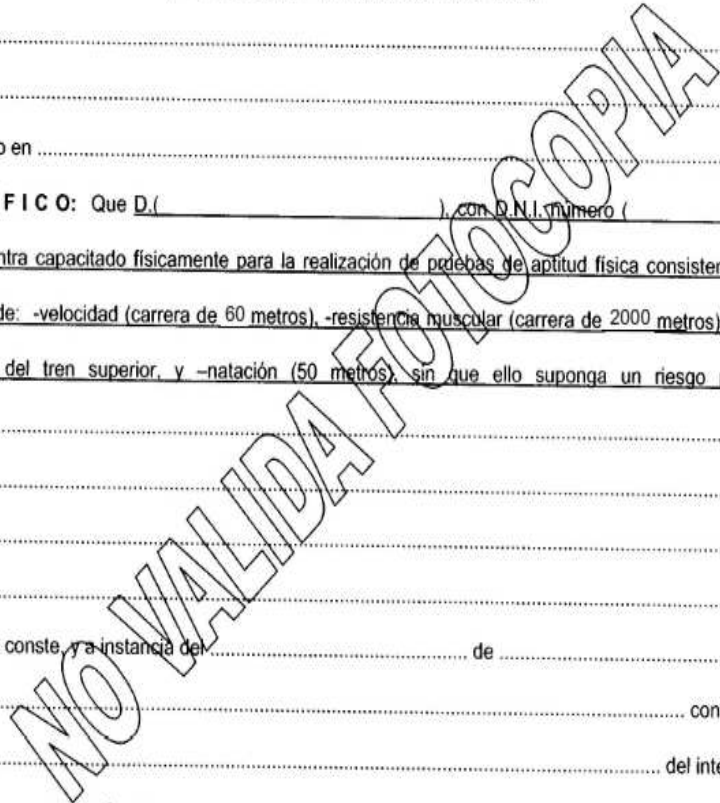 o en ........................................
F I C O: Que D.( ), con D.N.I. número (
ntra capacitado físicamente para la realización de pruebas de aptitud física consisten
de: -velocidad (carrera de 60 metros), -resistencia muscular (carrera de 2000 metros)
del tren superior, y –natación (50 metros), sin que ello suponga un riesgo
conste, y a instancia del ........................................ de ........................................
........................................ con
........................................ del inte
NO VALIDA FOTOCOPIA